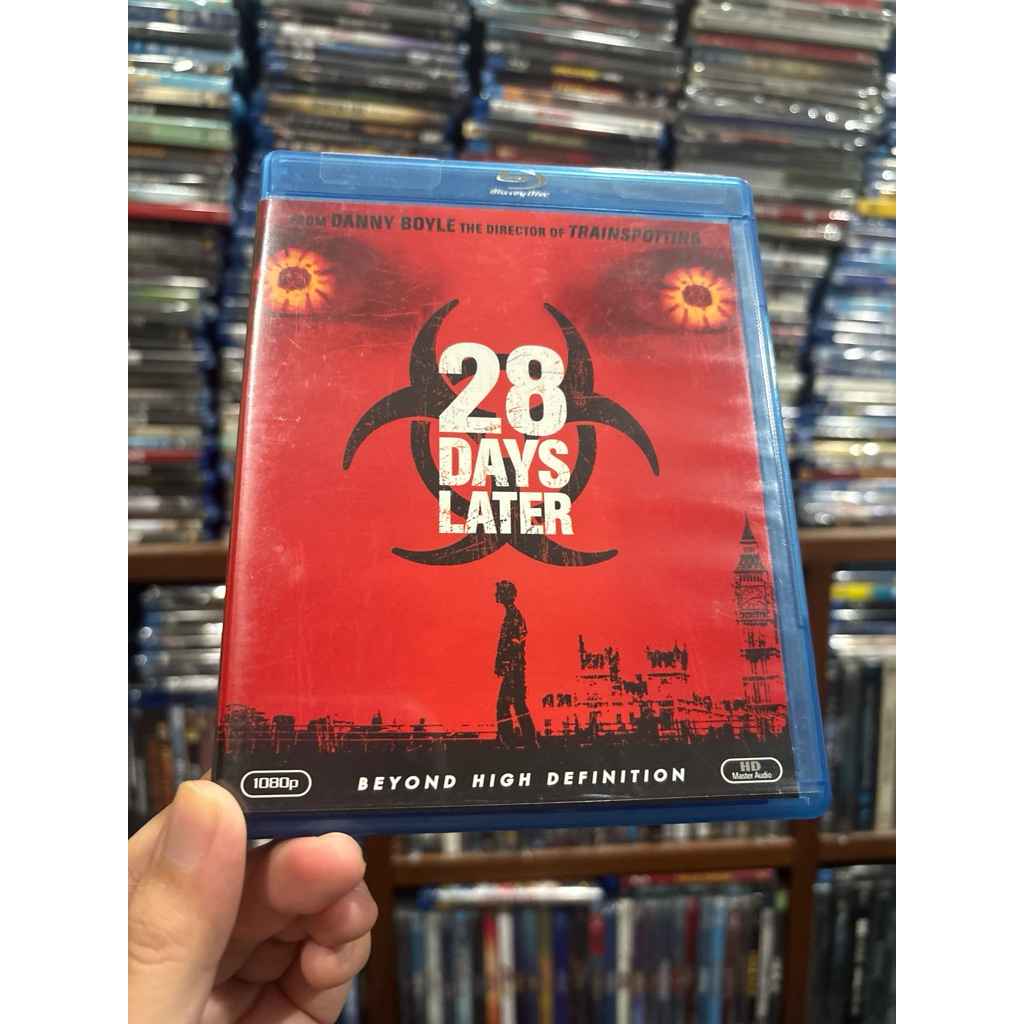 Blu-ray Disc
FROM DANNY BOYLE THE DIRECTOR OF TRAINSPOTTING
28
DAYS
LATER
1080p
BEYOND HIGH DEFINITION
HD
Master Audio